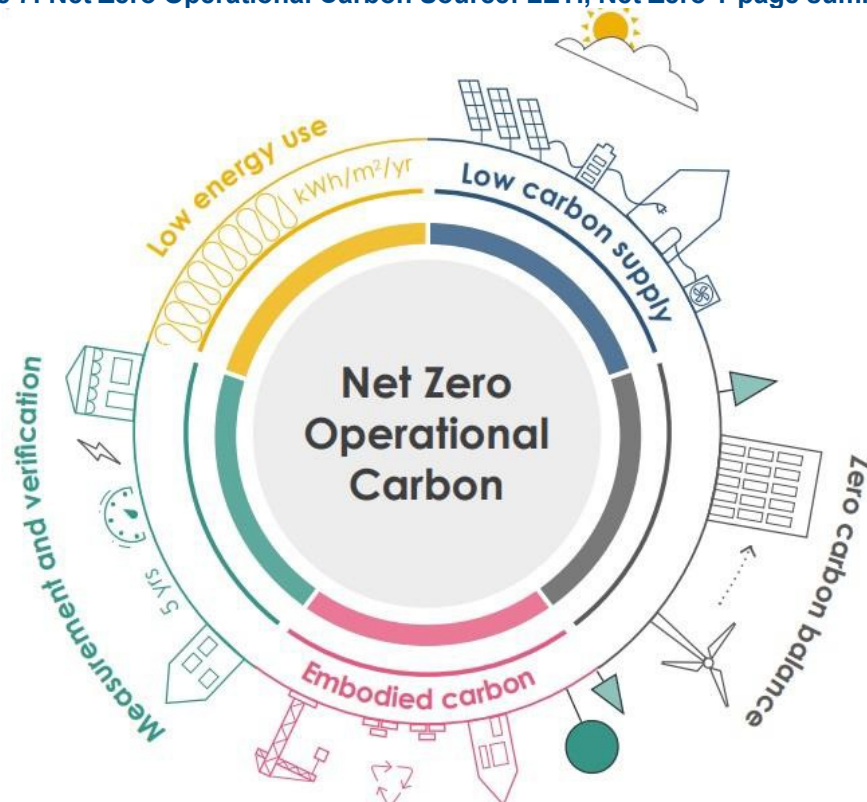 Net Zero Operational Carbon Source: LETI, Net Zero 1-page
Low energy use
kWh/m²/yr
Low carbon supply
Net Zero
Operational
Carbon
Measurement and verification
5 yrs
Zero carbon balance
Embodied carbon